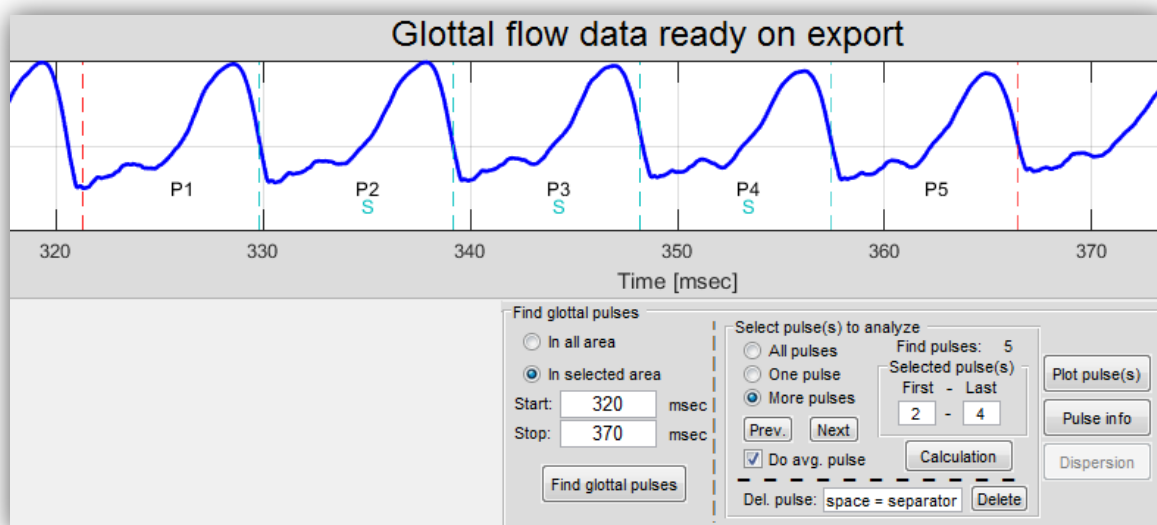 Glottal flow data ready on export
P1 P2 P3 P4 P5
S S S
320 330 340 350 360 370
Time [msec]
Find glottal pulses
In all area
In selected area
Start: 320 msec
Stop: 370 msec
Find glottal pulses
Select pulse(s) to analyze
All pulses
One pulse
More pulses
Find pulses: 5
Selected pulse(s)
First - Last
2 - 4
Prev. Next
Do avg. pulse
Calculation
Del. pulse: space = separator Delete
Plot pulse(s)
Pulse info
Dispersion